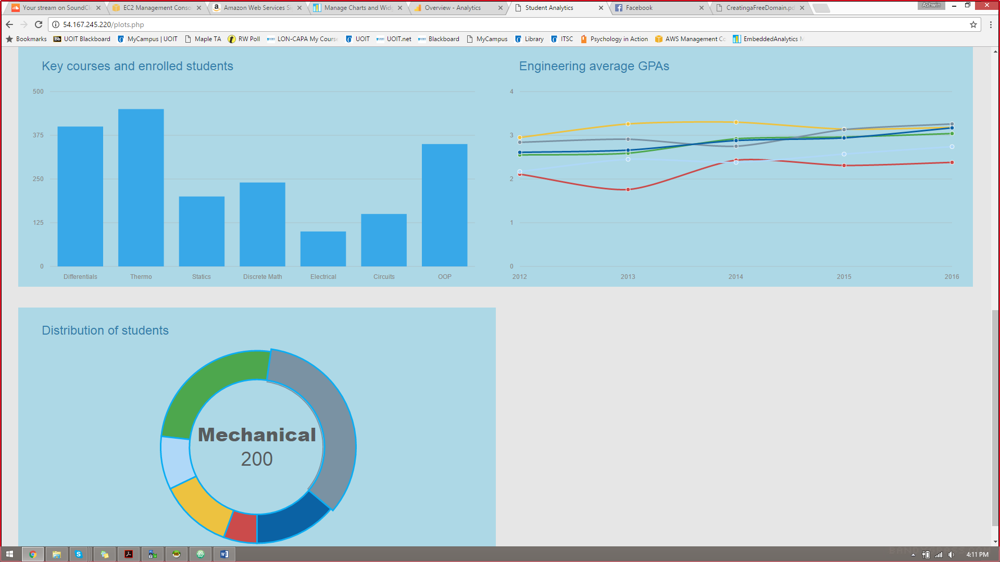 Your stream on SoundCl
EC2 Management Conso
Amazon Web Services Si
Manage Charts and Widg
Overview - Analytics
Student Analytics
Facebook
CreatingaFreeDomain.pd
Ashwin
54.167.245.220/plots.php
Bookmarks
Bb UOIT Blackboard
MyCampus | UOIT
Maple TA
RW Poll
LON-CAPA My Course
UOIT
UOIT.net
Blackboard
MyCampus
Library
ITSC
Psychology in Action
AWS Management Co
EmbeddedAnalytics M
Key courses and enrolled students
500
375
250
125
0
Differentials Thermo Statics Discrete Math Electrical Circuits OOP
Engineering average GPAs
4
3
2
1
0
2012 2013 2014 2015 2016
Distribution of students
Mechanical
200
4:11 PM